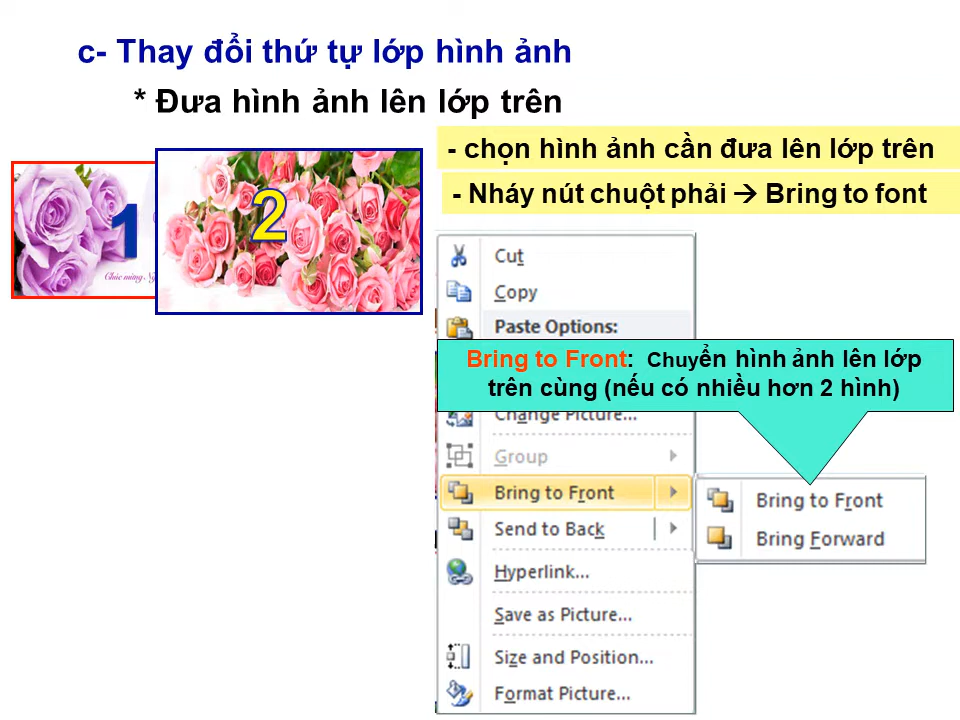 c- Thay đổi thứ tự lớp hình ảnh
* Đưa hình ảnh lên lớp trên
- chọn hình ảnh cần đưa lên lớp trên
- Nháy nút chuột phải → Bring to font
1
2
Chúc mừng
Cut
Copy
Paste Options:
Bring to Front: Chuyển hình ảnh lên lớp
trên cùng (nếu có nhiều hơn 2 hình)
Change Picture...
Group
Bring to Front
Send to Back
Bring to Front
Bring Forward
Hyperlink...
Save as Picture...
Size and Position...
Format Picture...